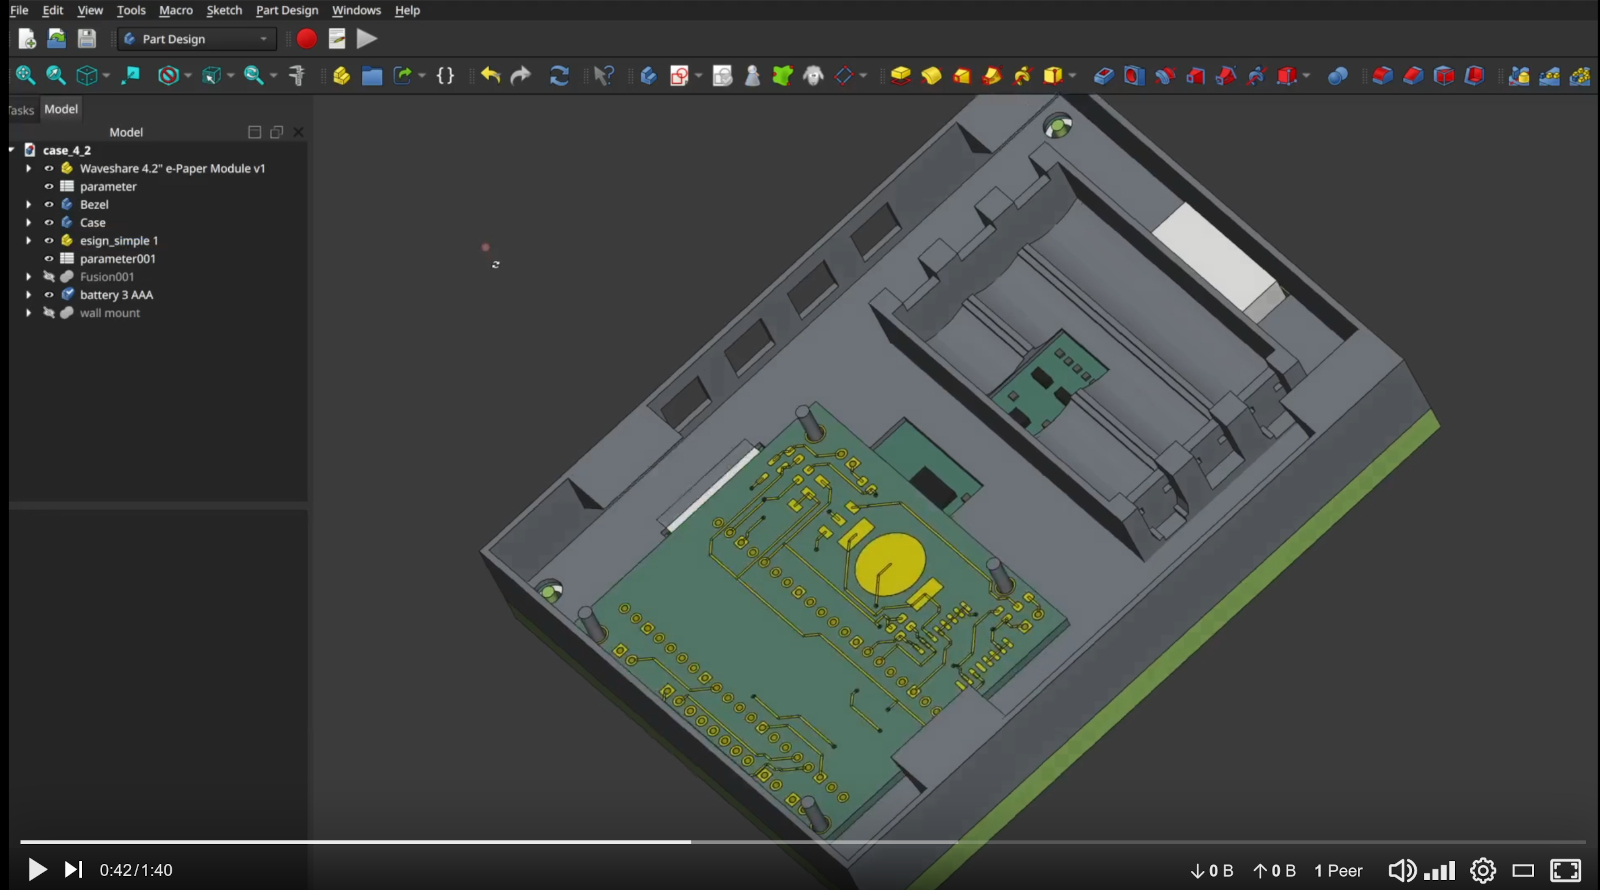 File Edit View Tools Macro Sketch Part Design Windows Help
Part Design
Tasks Model
Model
case_4_2
Waveshare 4.2" e-Paper Module v1
parameter
Bezel
Case
esign_simple 1
parameter001
Fusion001
battery 3 AAA
wall mount
0:42/1:40
↓ 0 B ↑ 0 B 1 Peer